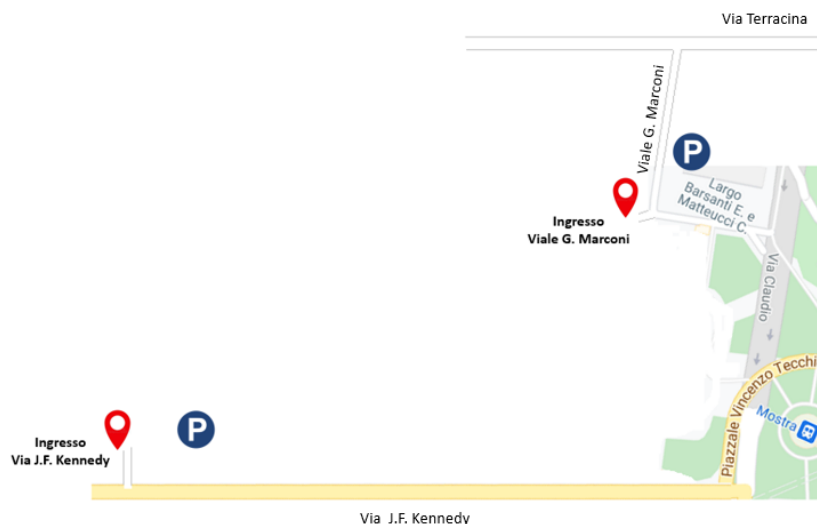 Via Terracina
Viale G. Marconi
P
Largo
Barsanti E. e
Matteucci C.
Ingresso
Viale G. Marconi
Via Claudio
Piazzale Vincenzo Tecchi
Mostra
P
Ingresso
Via J.F. Kennedy
Via J.F. Kennedy